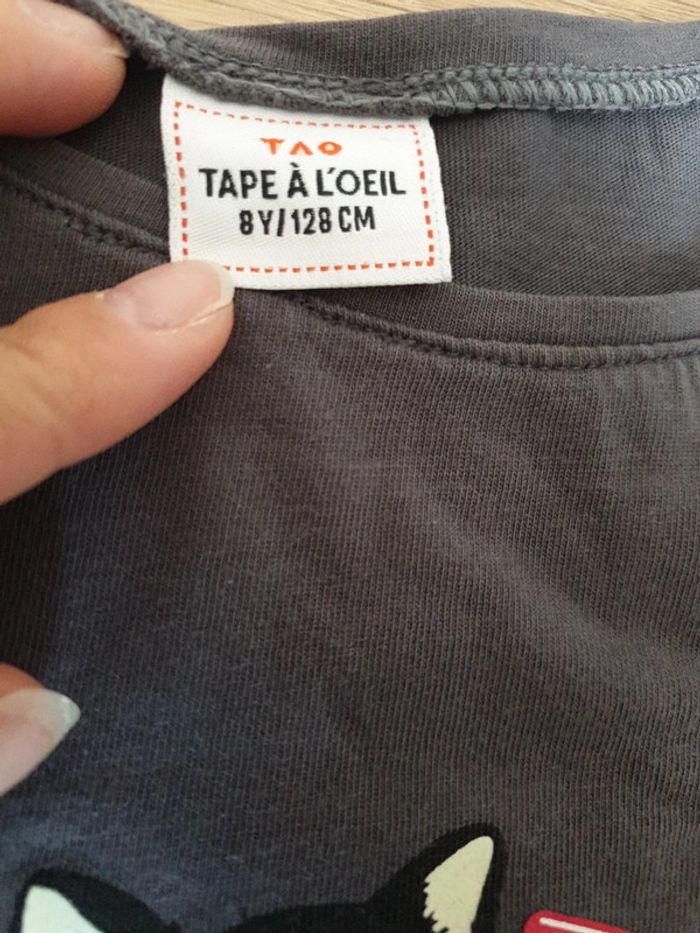 TAO
TAPE À L'OEIL
8Y/128 CM